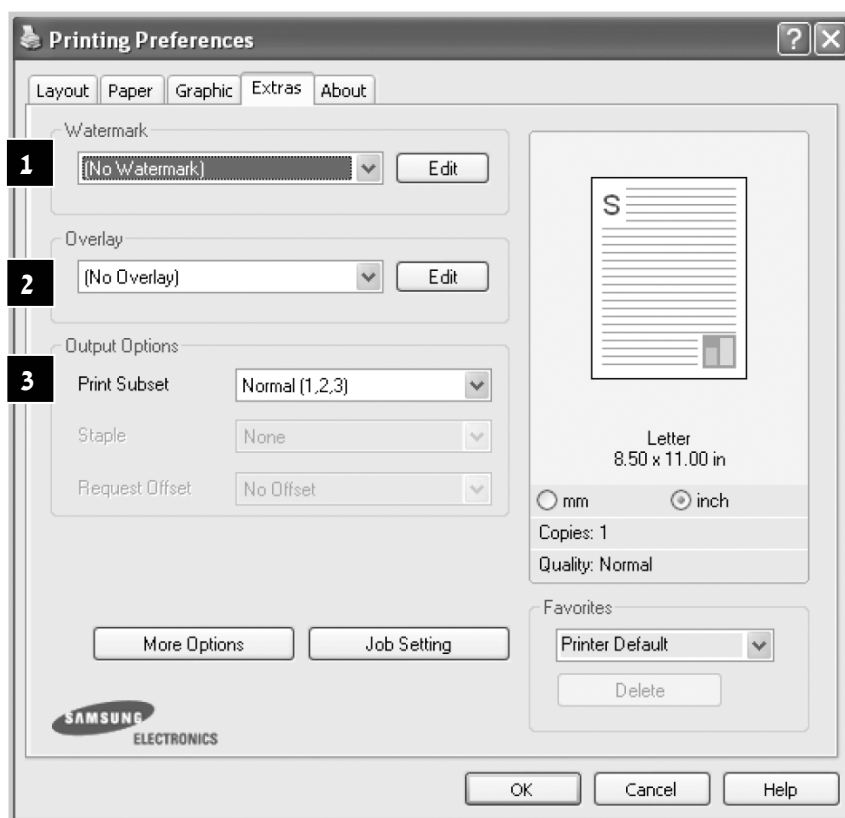 Printing Preferences
Layout Paper Graphic Extras About
Watermark
1
(No Watermark) Edit
Overlay
2
(No Overlay) Edit
Output Options
3
Print Subset Normal (1,2,3)
Staple None
Request Offset No Offset
More Options Job Setting
SAMSUNG
ELECTRONICS
S
Letter
8.50 x 11.00 in
mm inch
Copies: 1
Quality: Normal
Favorites
Printer Default
Delete
OK Cancel Help